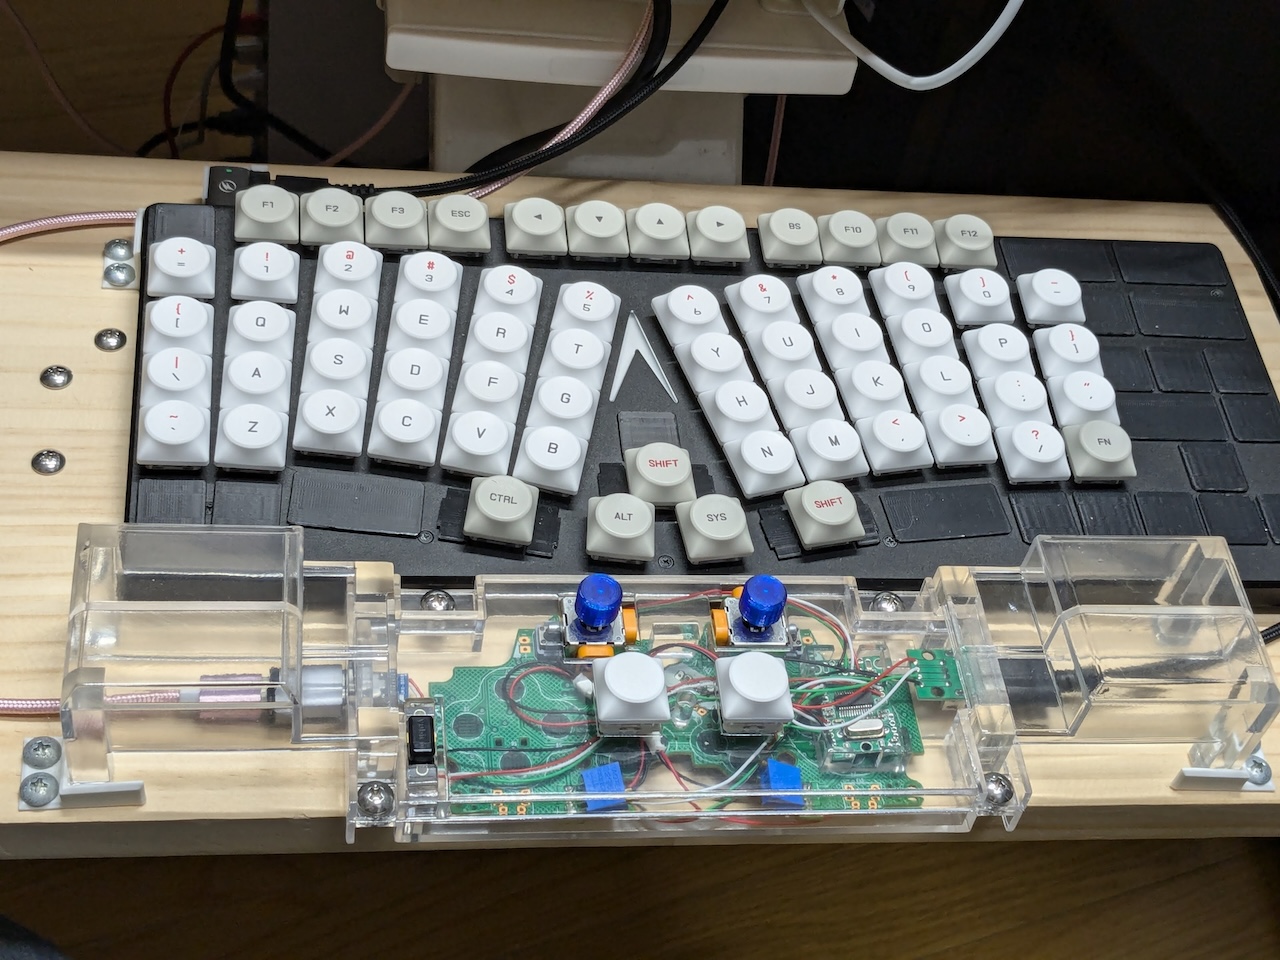 F1 F2 F3 ESC ◀ ▼ ▲ ▶ BS F10 F11 F12
+ = ! 1 @ 2 # 3 $ 4 % 5 ^ 6 & 7 * 8 ( 9 ) 0 _ -
{ [ Q W E R T Y U I O P } ]
| \ A S D F G H J K L : ; " '
~ ` Z X C V B N M < , > . ? / FN
CTRL SHIFT SHIFT
ALT SYS